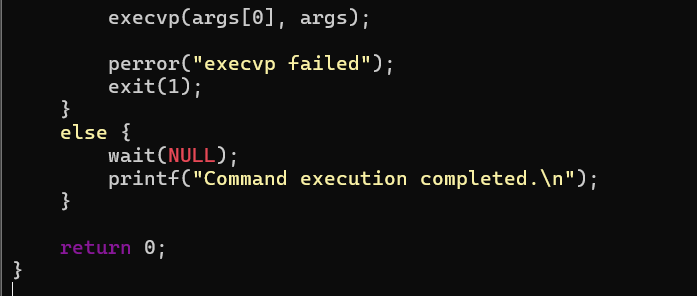 execvp(args[0], args);

        perror("execvp failed");
        exit(1);
    }
    else {
        wait(NULL);
        printf("Command execution completed.\n");
    }

    return 0;
}